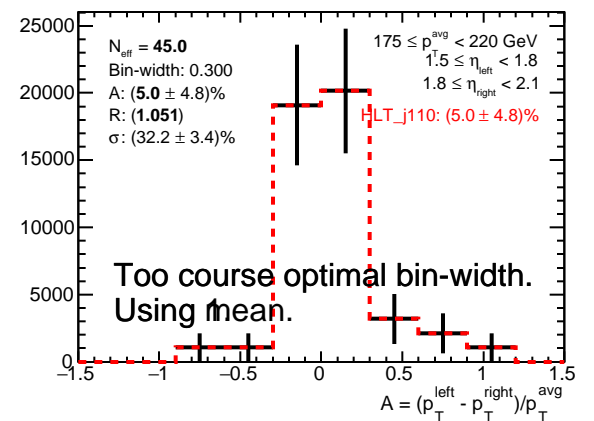 25000
20000
15000
10000
5000
0
−1.5 −1 −0.5 0 0.5 1 1.5
N_eff = 45.0
Bin-width: 0.300
A: (5.0 ± 4.8)%
R: (1.051)
σ: (32.2 ± 3.4)%
175 ≤ p_T^avg < 220 GeV
1.5 ≤ η_left < 1.8
1.8 ≤ η_right < 2.1
HLT_j110: (5.0 ± 4.8)%
Too course optimal bin-width.
Using mean.
A = (p_T^left - p_T^right)/p_T^avg